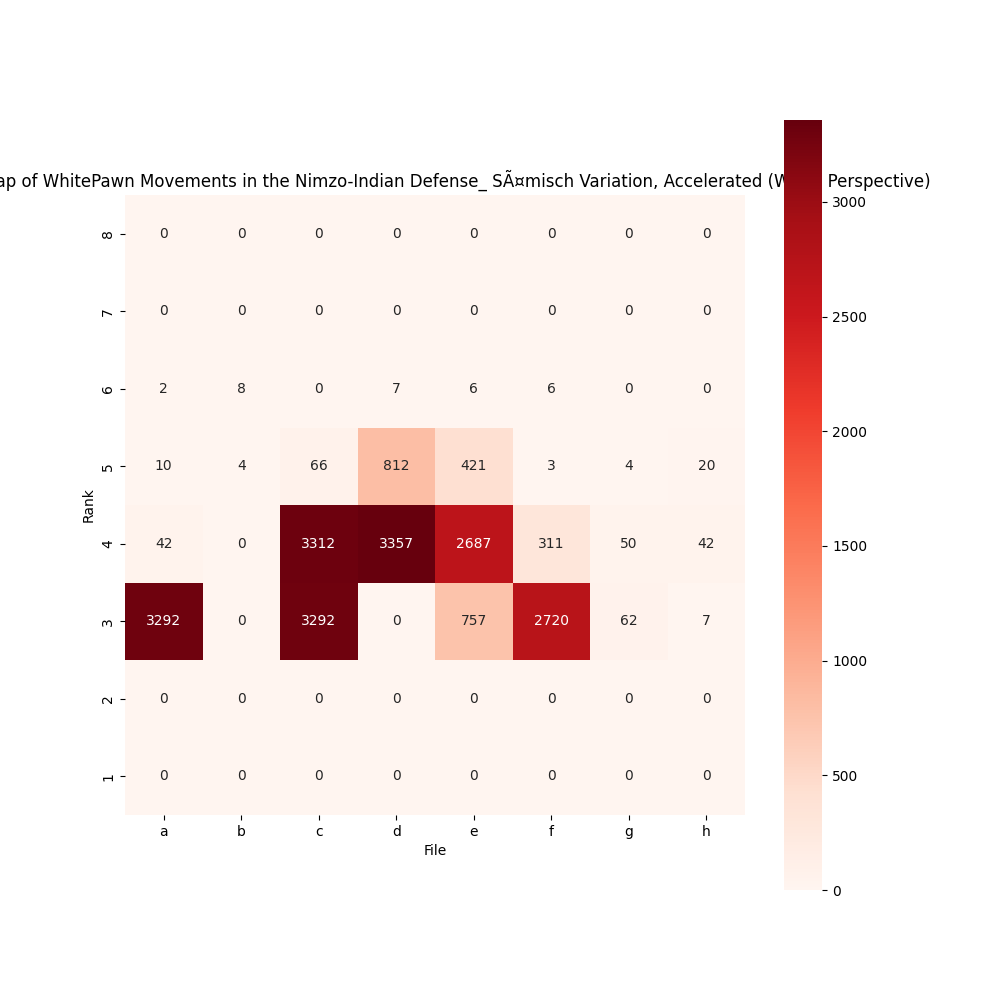 ap of WhitePawn Movements in the Nimzo-Indian Defense_ SÃ¤misch Variation, Accelerated (W Perspective)
8 0 0 0 0 0 0 0 0
7 0 0 0 0 0 0 0 0
6 2 8 0 7 6 6 0 0
5 10 4 66 812 421 3 4 20
4 42 0 3312 3357 2687 311 50 42
3 3292 0 3292 0 757 2720 62 7
2 0 0 0 0 0 0 0 0
1 0 0 0 0 0 0 0 0
a b c d e f g h
File
Rank
3000
2500
2000
1500
1000
500
0